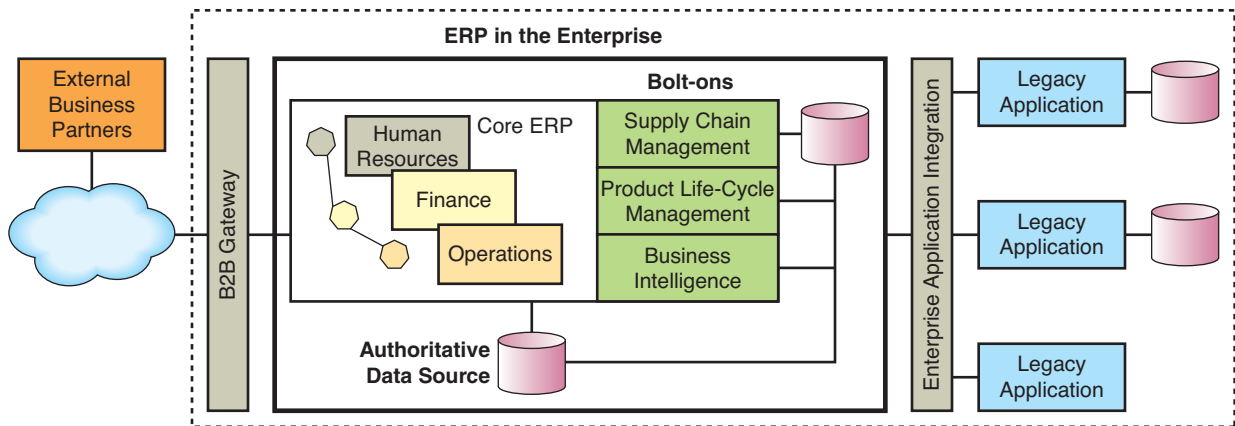 ERP in the Enterprise
External
Business
Partners
B2B Gateway
Bolt-ons
Core ERP
Human
Resources
Finance
Operations
Supply Chain
Management
Product Life-Cycle
Management
Business
Intelligence
Authoritative
Data Source
Enterprise Application Integration
Legacy
Application
Legacy
Application
Legacy
Application